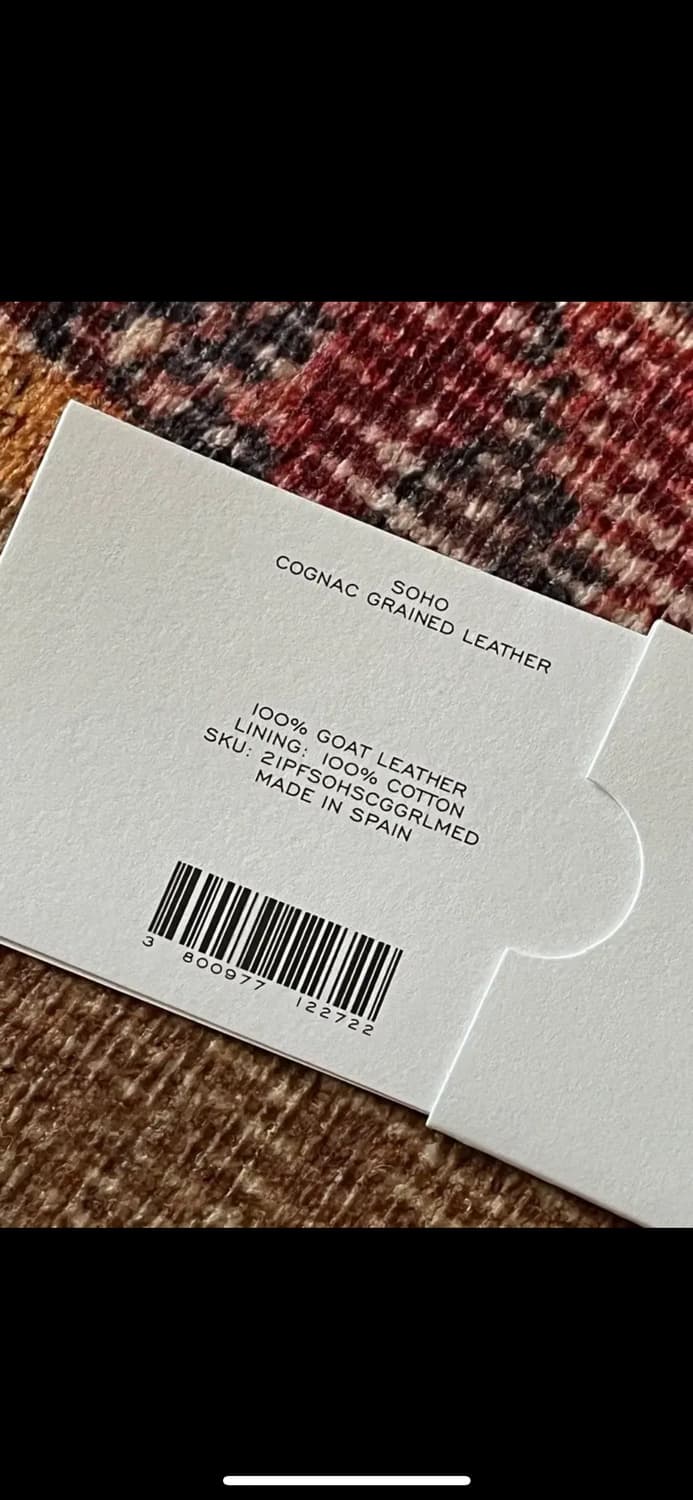 SOHO
COGNAC GRAINED LEATHER
100% GOAT LEATHER
LINING: 100% COTTON
SKU: 21PFSOHSCGGRLMED
MADE IN SPAIN
3 800977 122722